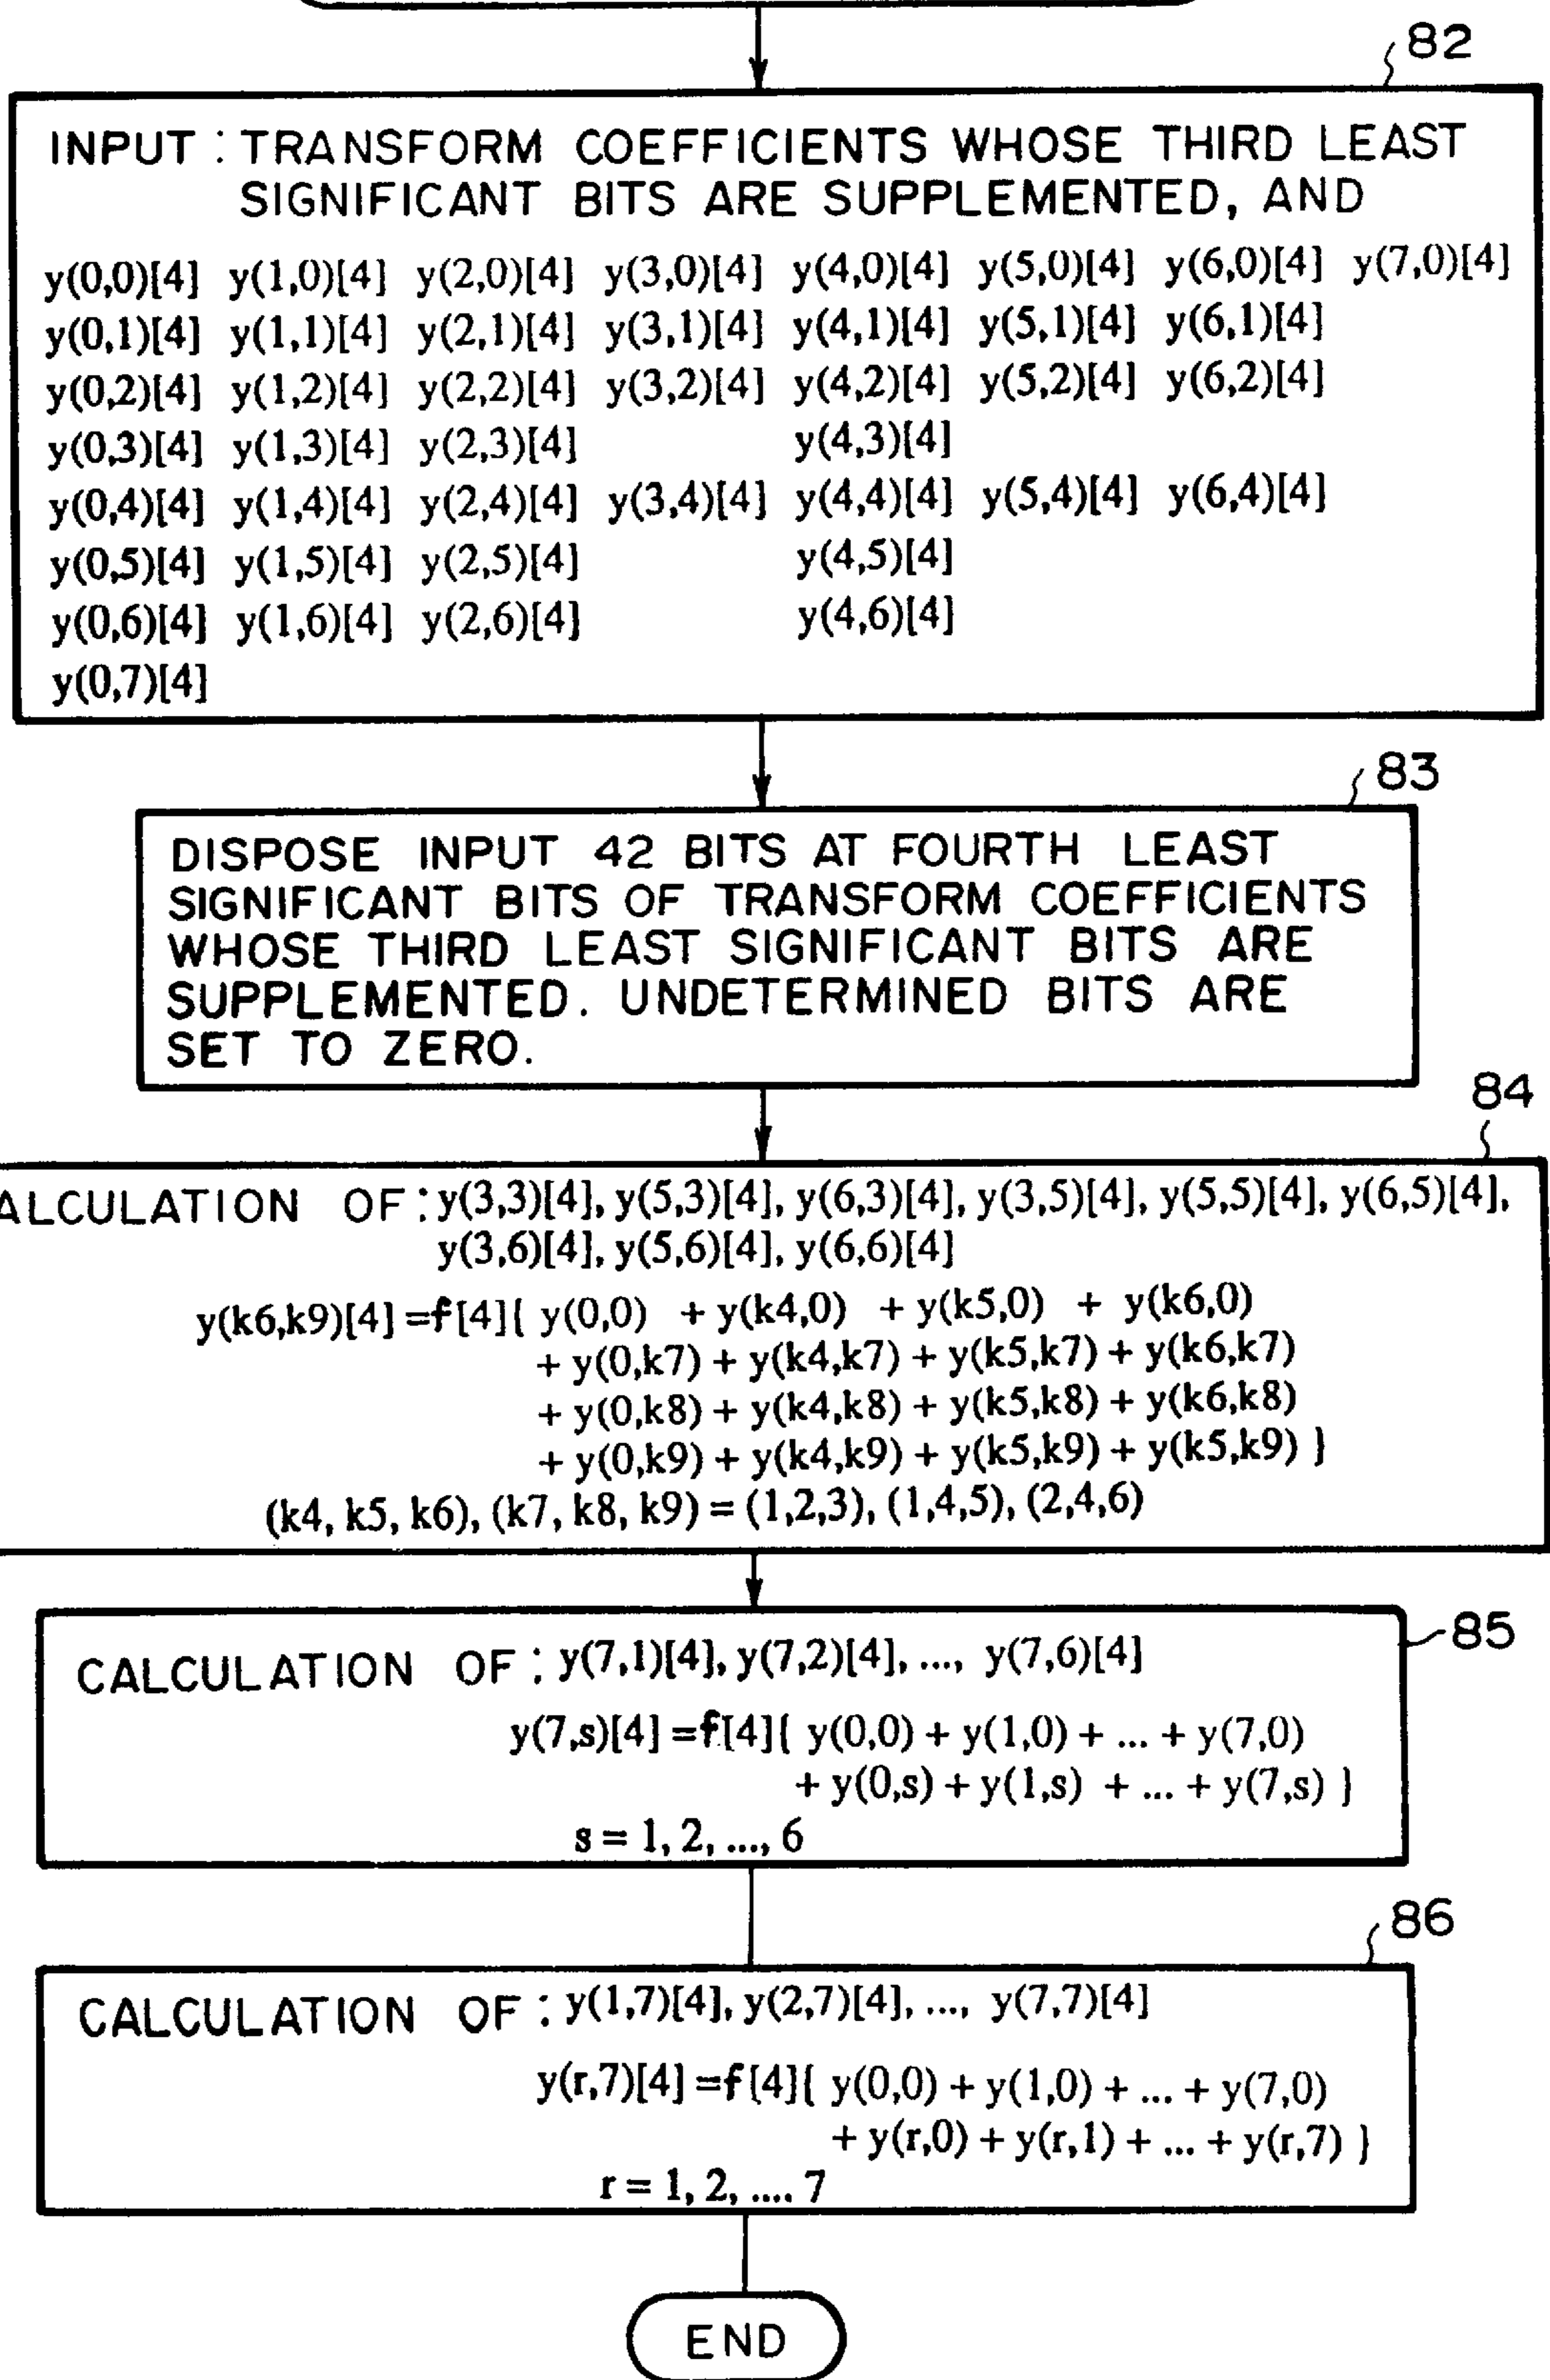 82
INPUT : TRANSFORM COEFFICIENTS WHOSE THIRD LEAST
SIGNIFICANT BITS ARE SUPPLEMENTED, AND
y(0,0)[4] y(1,0)[4] y(2,0)[4] y(3,0)[4] y(4,0)[4] y(5,0)[4] y(6,0)[4] y(7,0)[4]
y(0,1)[4] y(1,1)[4] y(2,1)[4] y(3,1)[4] y(4,1)[4] y(5,1)[4] y(6,1)[4]
y(0,2)[4] y(1,2)[4] y(2,2)[4] y(3,2)[4] y(4,2)[4] y(5,2)[4] y(6,2)[4]
y(0,3)[4] y(1,3)[4] y(2,3)[4] y(4,3)[4]
y(0,4)[4] y(1,4)[4] y(2,4)[4] y(3,4)[4] y(4,4)[4] y(5,4)[4] y(6,4)[4]
y(0,5)[4] y(1,5)[4] y(2,5)[4] y(4,5)[4]
y(0,6)[4] y(1,6)[4] y(2,6)[4] y(4,6)[4]
y(0,7)[4]
83
DISPOSE INPUT 42 BITS AT FOURTH LEAST
SIGNIFICANT BITS OF TRANSFORM COEFFICIENTS
WHOSE THIRD LEAST SIGNIFICANT BITS ARE
SUPPLEMENTED. UNDETERMINED BITS ARE
SET TO ZERO.
84
ALCULATION OF : y(3,3)[4], y(5,3)[4], y(6,3)[4], y(3,5)[4], y(5,5)[4], y(6,5)[4],
y(3,6)[4], y(5,6)[4], y(6,6)[4]
y(k6,k9)[4] =f[4]{ y(0,0) + y(k4,0) + y(k5,0) + y(k6,0)
+ y(0,k7) + y(k4,k7) + y(k5,k7) + y(k6,k7)
+ y(0,k8) + y(k4,k8) + y(k5,k8) + y(k6,k8)
+ y(0,k9) + y(k4,k9) + y(k5,k9) + y(k5,k9) }
(k4, k5, k6), (k7, k8, k9) = (1,2,3), (1,4,5), (2,4,6)
85
CALCULATION OF : y(7,1)[4], y(7,2)[4], ..., y(7,6)[4]
y(7,s)[4] =f[4]{ y(0,0) + y(1,0) + ... + y(7,0)
+ y(0,s) + y(1,s) + ... + y(7,s) }
s = 1, 2, ..., 6
86
CALCULATION OF : y(1,7)[4], y(2,7)[4], ..., y(7,7)[4]
y(r,7)[4] =f[4]{ y(0,0) + y(1,0) + ... + y(7,0)
+ y(r,0) + y(r,1) + ... + y(r,7) }
r = 1, 2, .... 7
END